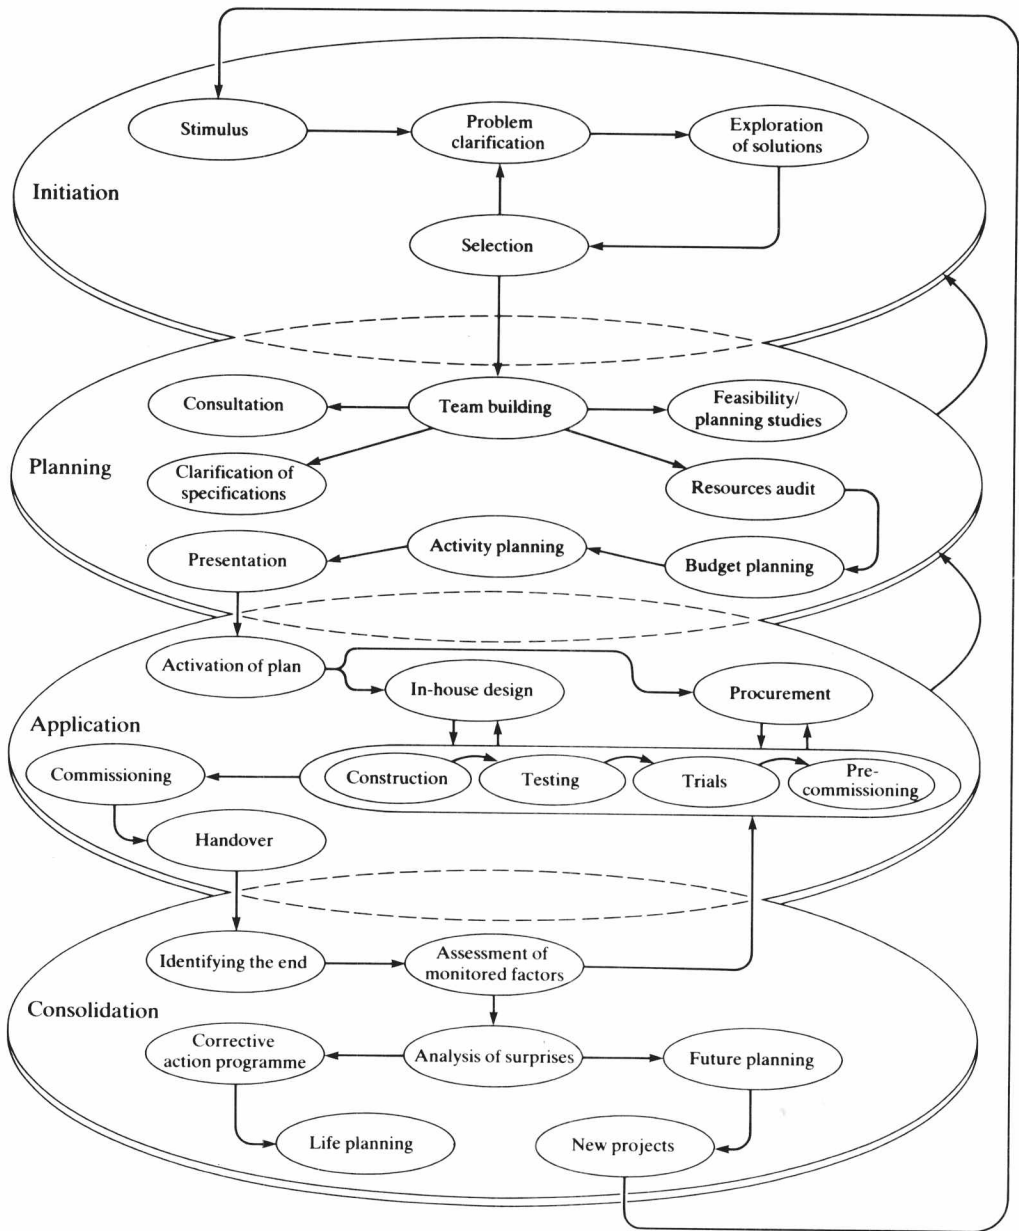 Stimulus
Problem
clarification
Exploration
of solutions
Initiation
Selection
Consultation
Team building
Feasibility/
planning studies
Planning
Clarification of
specifications
Resources audit
Presentation
Activity planning
Budget planning
Activation of plan
In-house design
Procurement
Application
Commissioning
Construction
Testing
Trials
Pre-
commissioning
Handover
Identifying the end
Assessment of
monitored factors
Consolidation
Corrective
action programme
Analysis of surprises
Future planning
Life planning
New projects